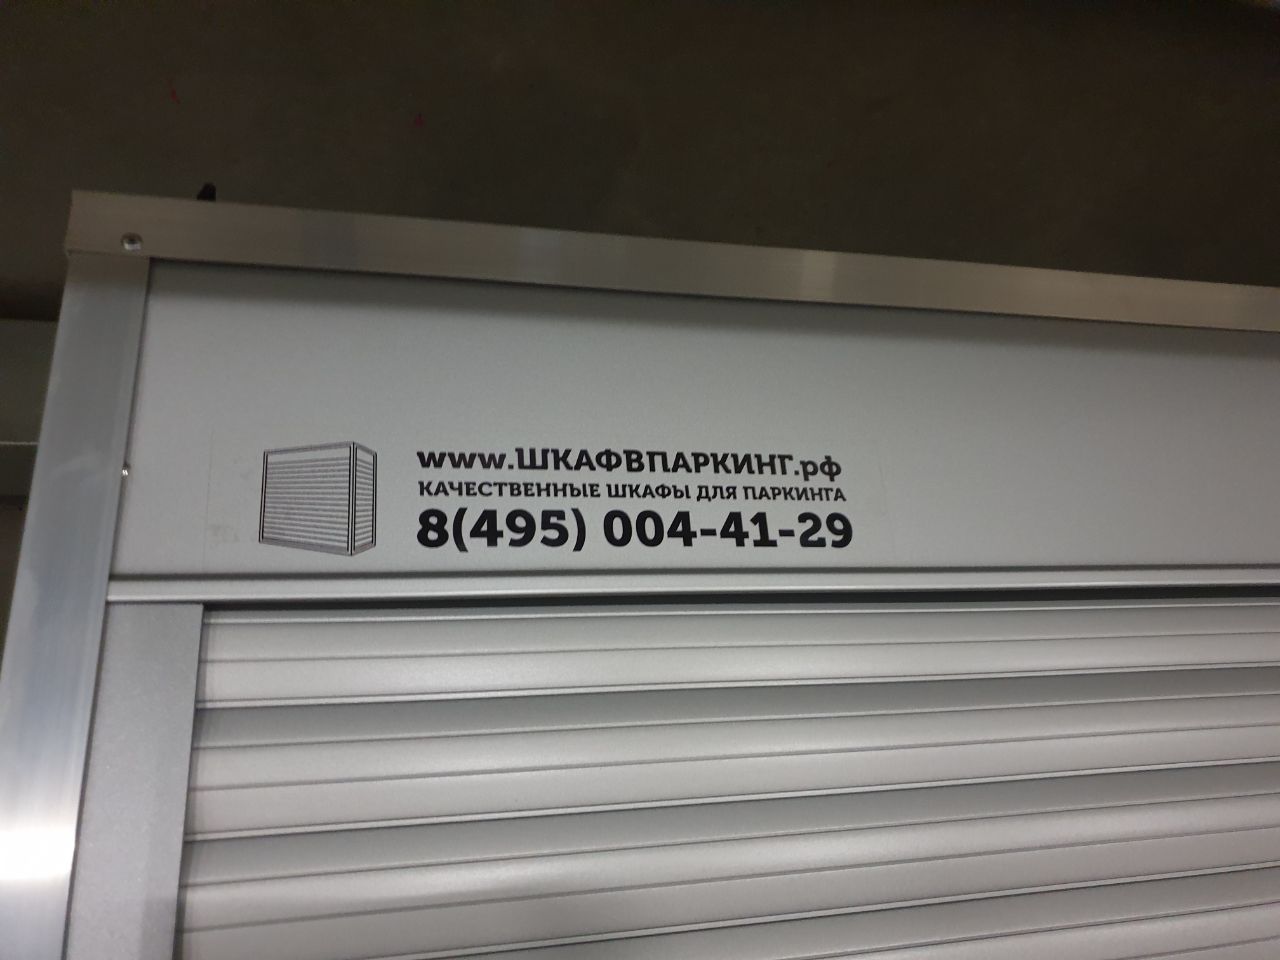 www.ШКАФВПАРКИНГ.рф
КАЧЕСТВЕННЫЕ ШКАФЫ ДЛЯ ПАРКИНГА
8(495) 004-41-29